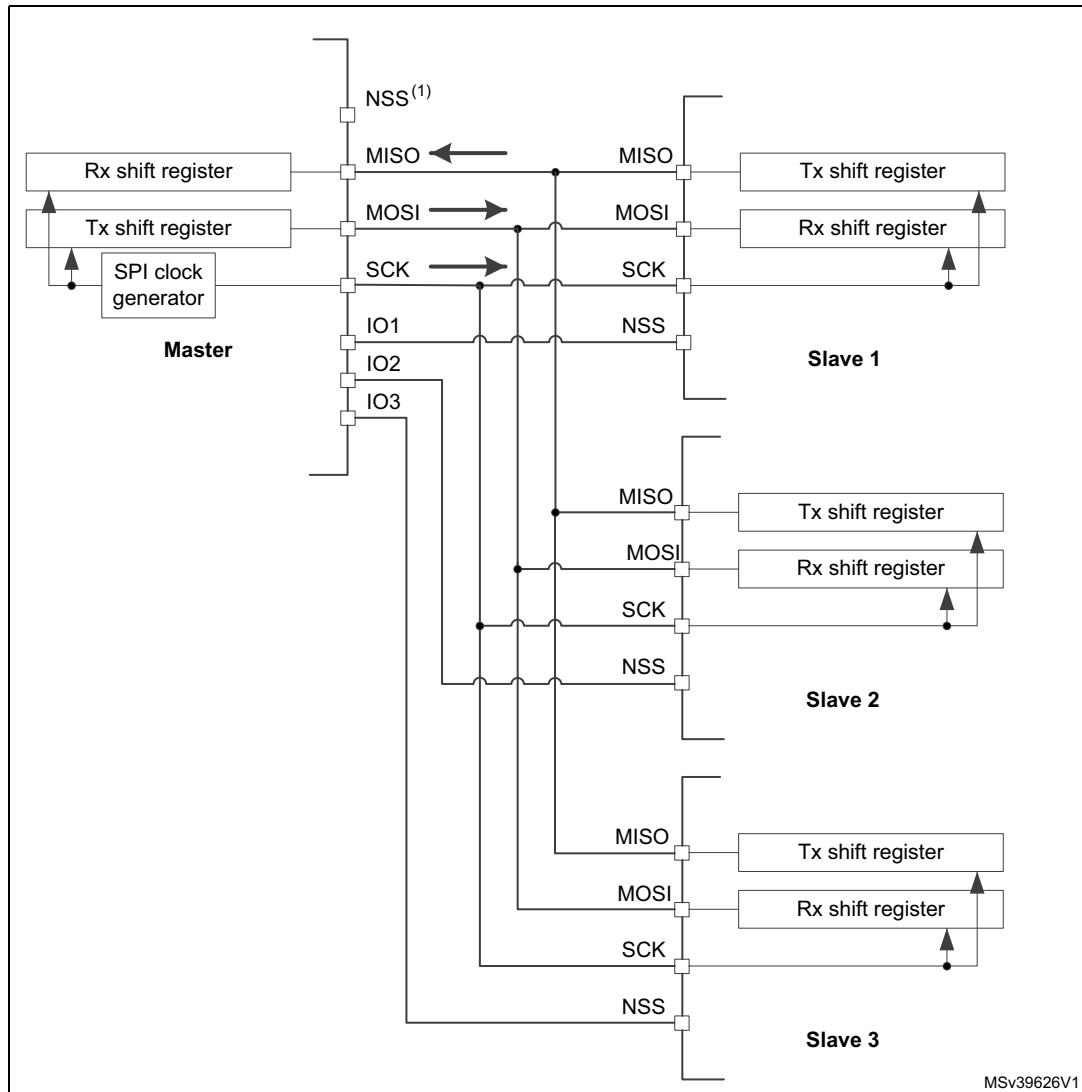 NSS(1)
MISO
MISO
Rx shift register
Tx shift register
MOSI
MOSI
Tx shift register
Rx shift register
SCK
SCK
SPI clock
generator
IO1
NSS
Master
Slave 1
IO2
IO3
MISO
Tx shift register
MOSI
Rx shift register
SCK
NSS
Slave 2
MISO
Tx shift register
MOSI
Rx shift register
SCK
NSS
Slave 3
MSv39626V1